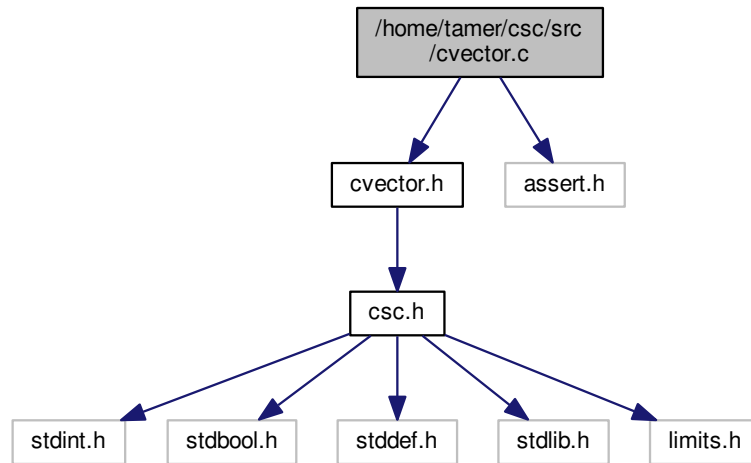 /home/tamer/csc/src
/cvector.c
cvector.h
assert.h
csc.h
stdint.h
stdbool.h
stddef.h
stdlib.h
limits.h